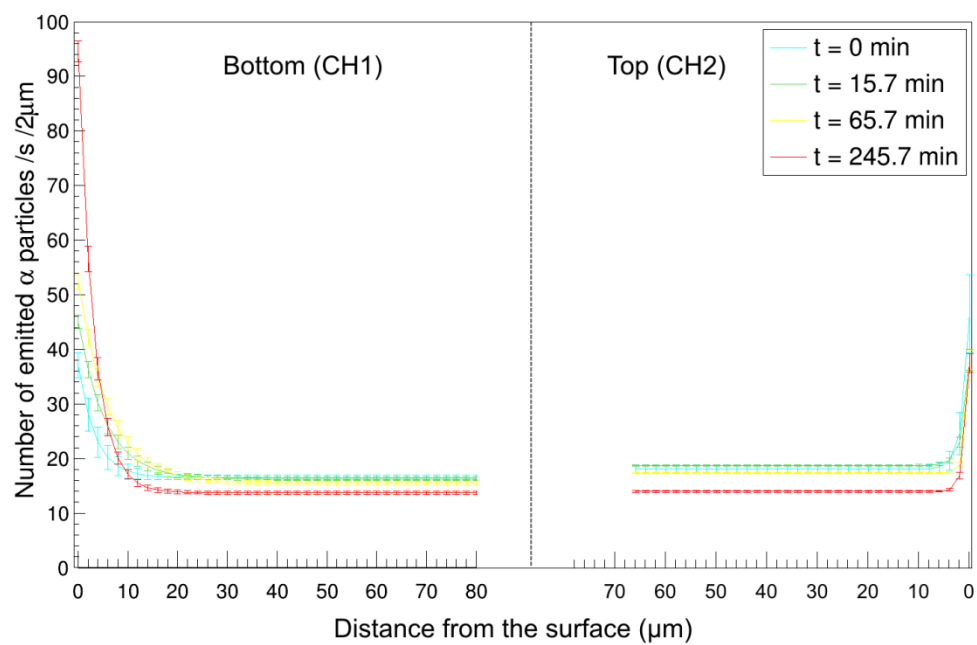 Number of emitted α particles /s /2μm
100
90
80
70
60
50
40
30
20
10
0
Bottom (CH1)
Top (CH2)
t = 0 min
t = 15.7 min
t = 65.7 min
t = 245.7 min
0 10 20 30 40 50 60 70 80
70 60 50 40 30 20 10 0
Distance from the surface (μm)